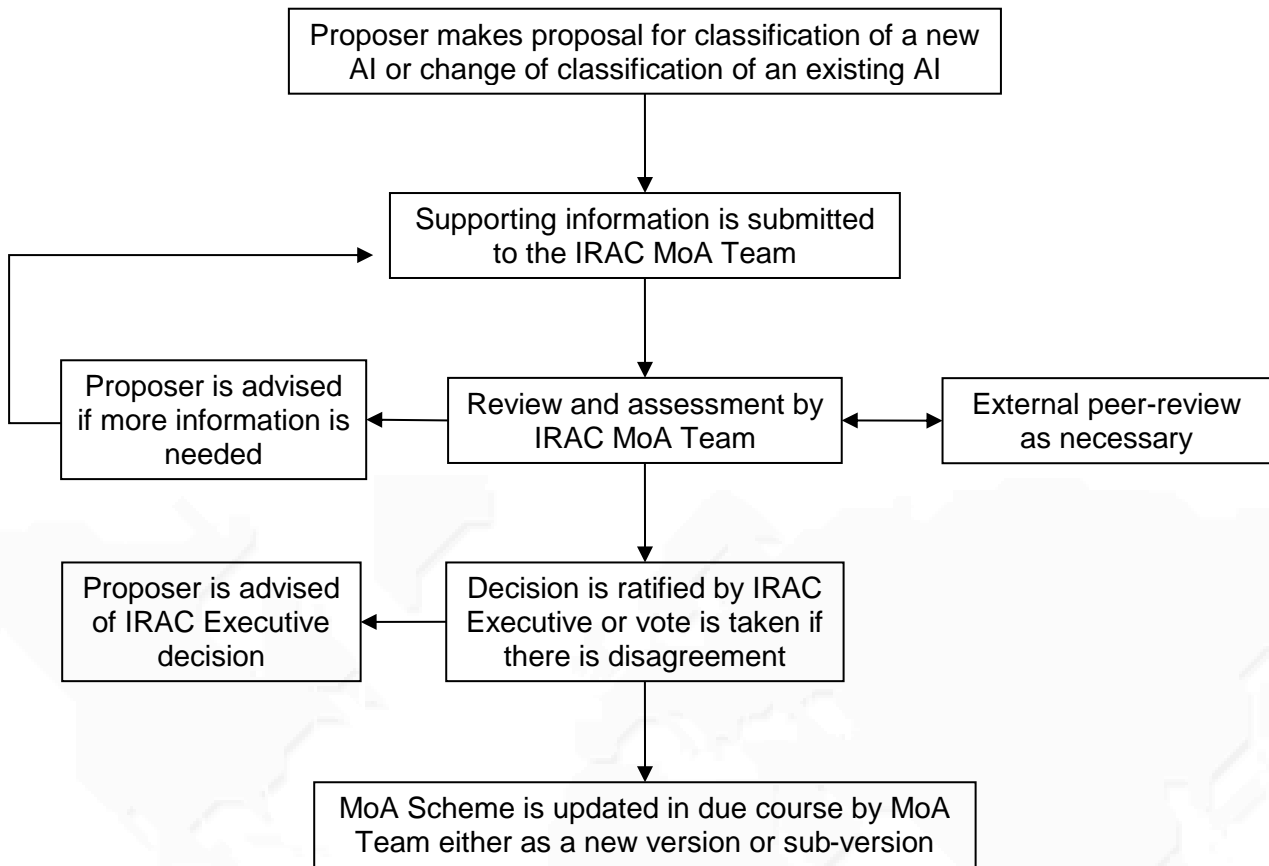 Proposer makes proposal for classification of a new
AI or change of classification of an existing AI
Supporting information is submitted
to the IRAC MoA Team
Proposer is advised
if more information is
needed
Review and assessment by
IRAC MoA Team
External peer-review
as necessary
Proposer is advised
of IRAC Executive
decision
Decision is ratified by IRAC
Executive or vote is taken if
there is disagreement
MoA Scheme is updated in due course by MoA
Team either as a new version or sub-version